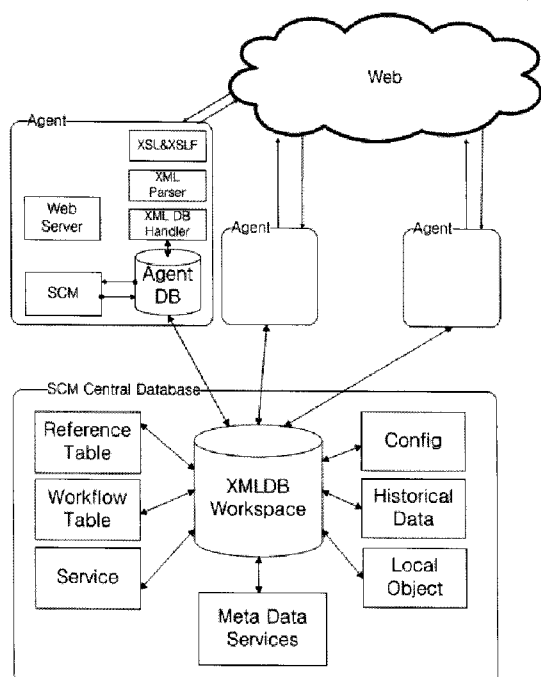 Web
Agent
XSL&XSLF
XML
Parser
Web
Server
XML DB
Handler
SCM
Agent
DB
Agent
Agent
SCM Central Database
Reference
Table
Workflow
Table
Service
XMLDB
Workspace
Config
Historical
Data
Local
Object
Meta Data
Services